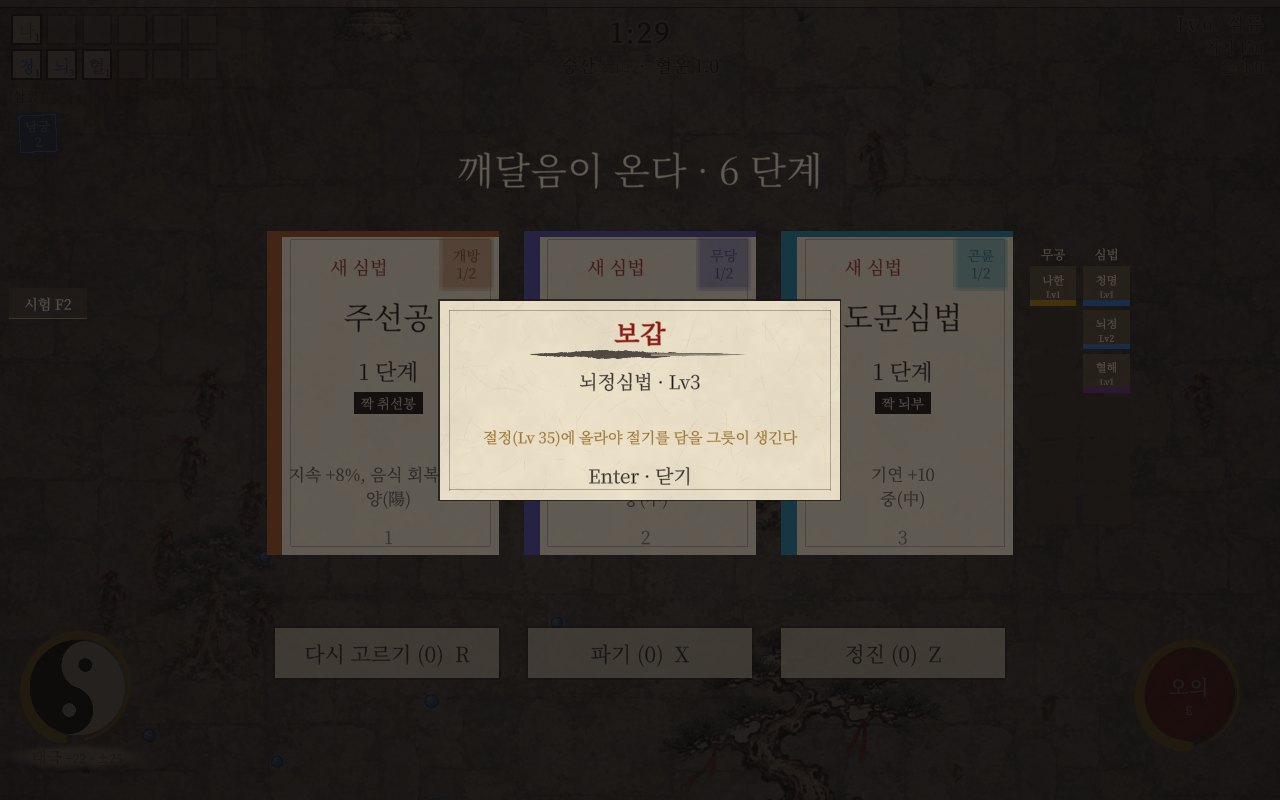 1:29
남궁
2
깨달음이 온다 · 6 단계
시험 F2
새 심법
개방
1/2
주선공
1 단계
짝 취선봉
지속 +8%, 음식 회복
양(陽)
1
새 심법
무당
1/2
2
새 심법
곤륜
1/2
도문심법
1 단계
짝 뇌부
기연 +10
중(中)
3
보갑
뇌정심법 · Lv3
절정(Lv 35)에 올라야 절기를 담을 그릇이 생긴다
Enter · 닫기
무공 심법
나한
Lv1
청명
Lv1
뇌정
Lv2
혈해
Lv1
다시 고르기 (0) R
파기 (0) X
정진 (0) Z
오의
E